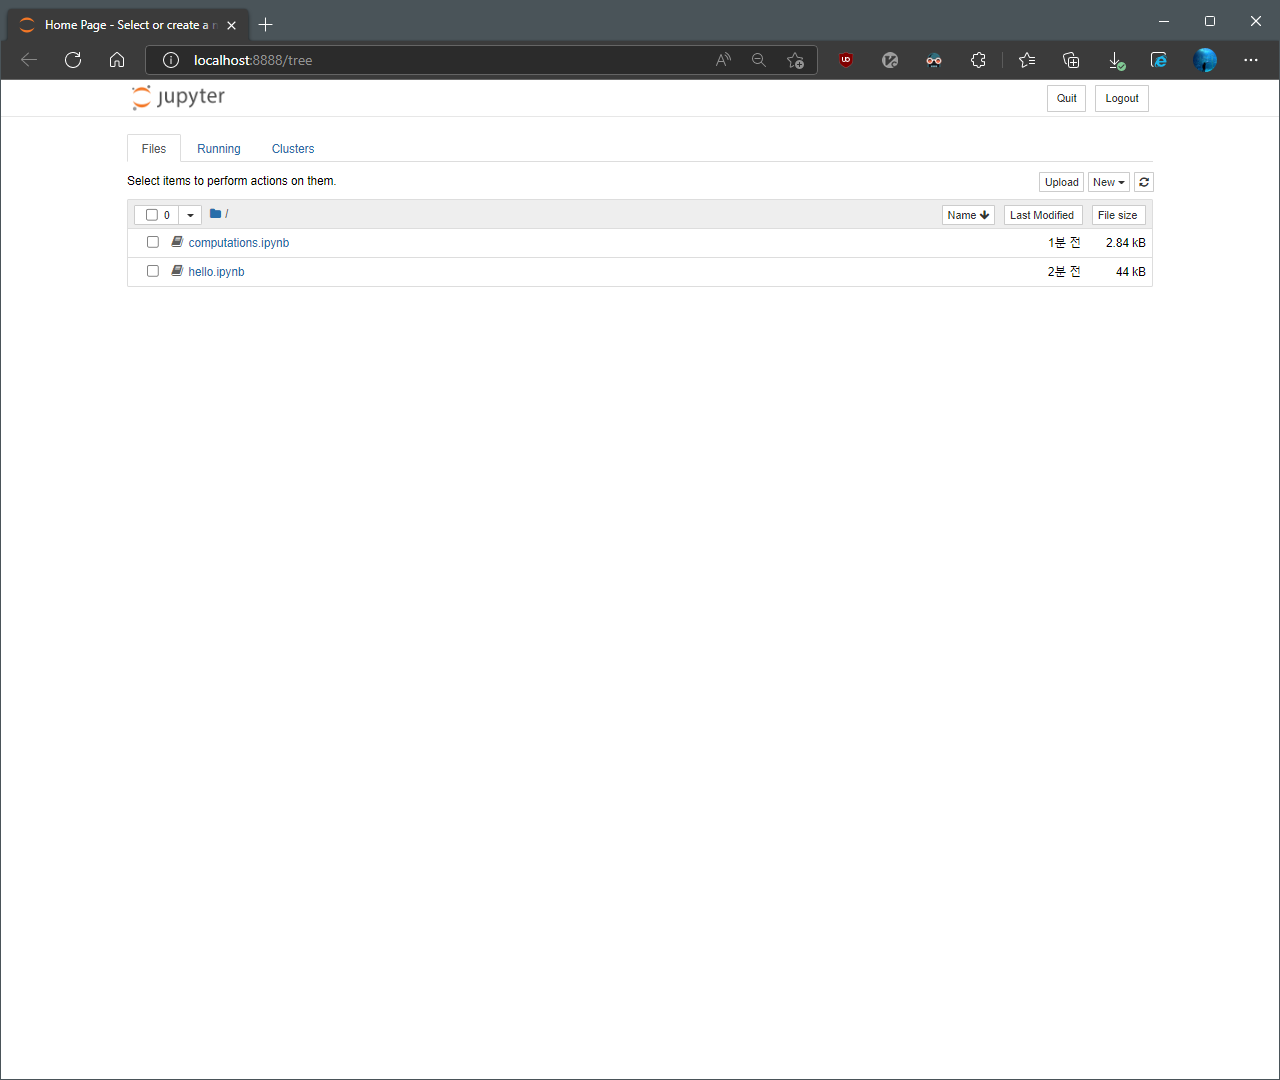 Home Page - Select or create a n
localhost:8888/tree
jupyter
Quit
Logout
Files
Running
Clusters
Select items to perform actions on them.
Upload
New
0
/
Name
Last Modified
File size
computations.ipynb
1분 전
2.84 kB
hello.ipynb
2분 전
44 kB